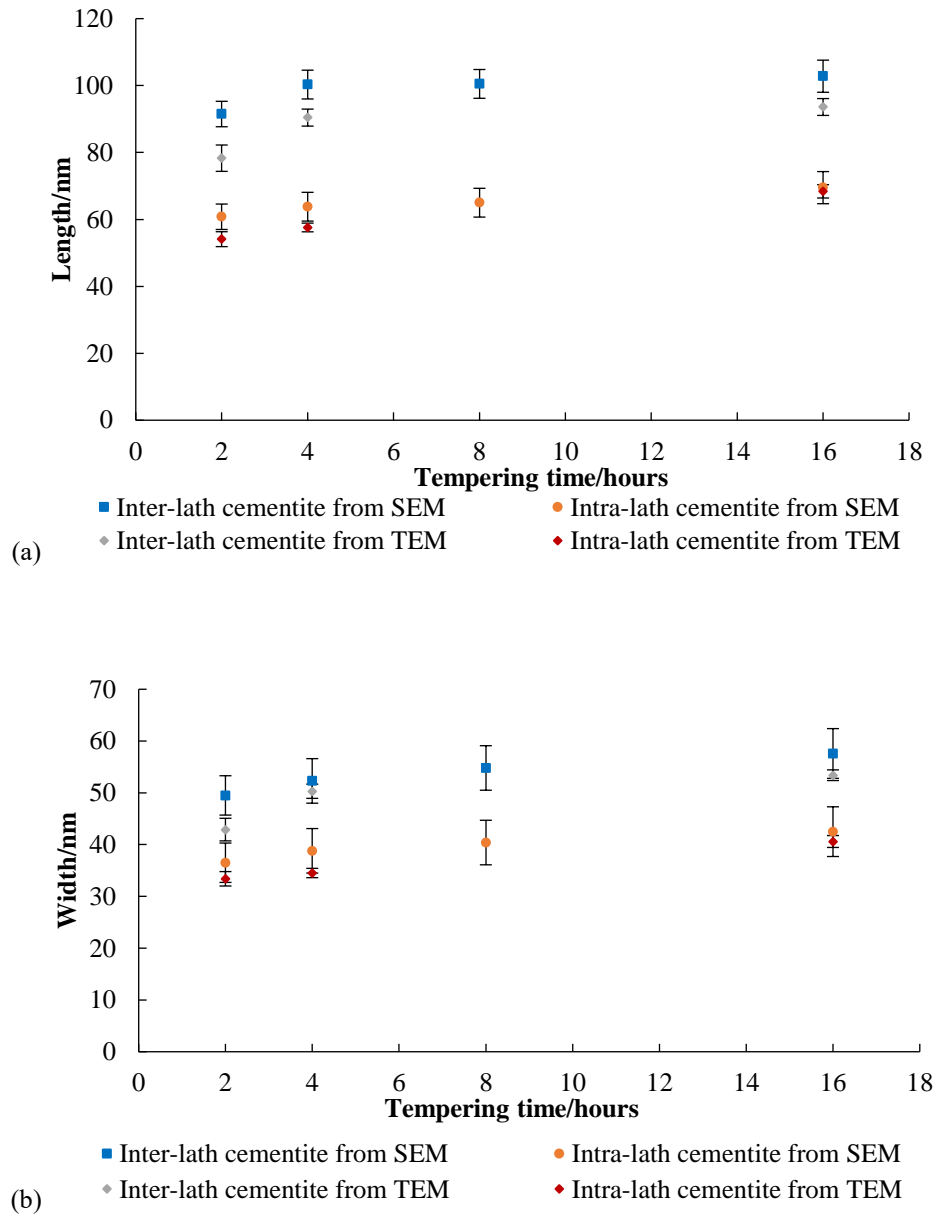 120
100
80
60
40
20
0
Length/nm
0 2 4 6 8 10 12 14 16 18
Tempering time/hours
Inter-lath cementite from SEM Intra-lath cementite from SEM
Inter-lath cementite from TEM Intra-lath cementite from TEM
(a)
70
60
50
40
30
20
10
0
Width/nm
0 2 4 6 8 10 12 14 16 18
Tempering time/hours
Inter-lath cementite from SEM Intra-lath cementite from SEM
Inter-lath cementite from TEM Intra-lath cementite from TEM
(b)